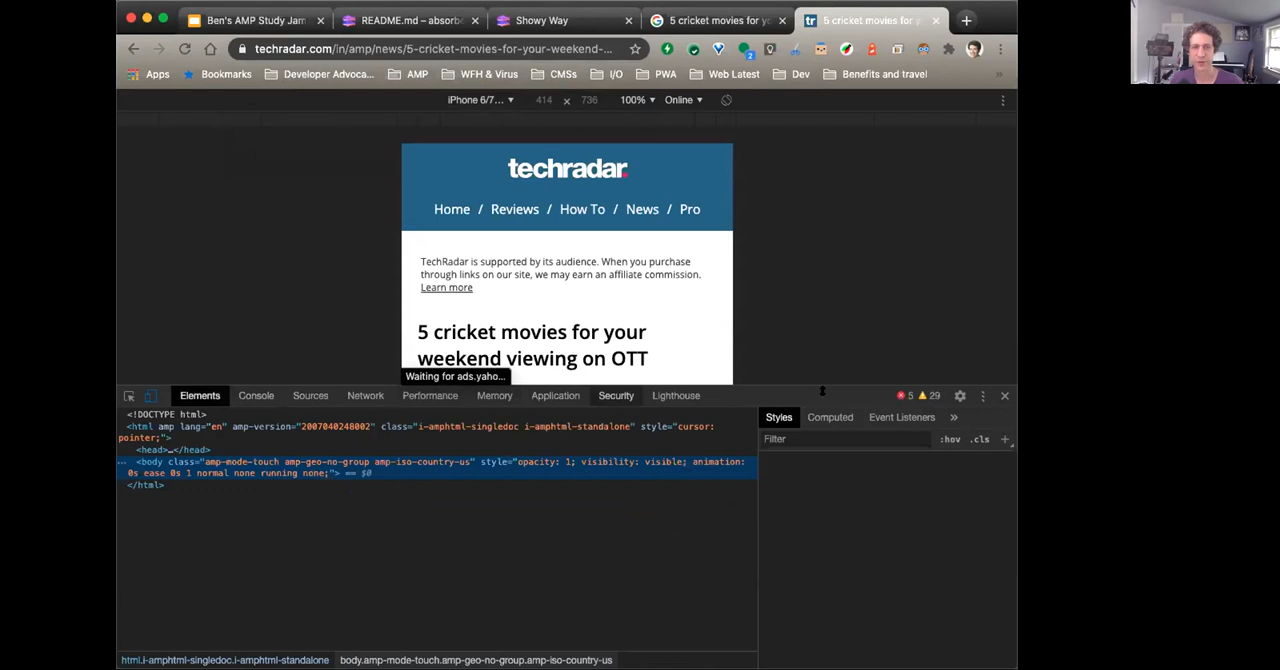 Ben's AMP Study Jam
README.md – absorbe
Showy Way
5 cricket movies for yo
5 cricket movies for yo
techradar.com/in/amp/news/5-cricket-movies-for-your-weekend-...
2
Apps
Bookmarks
Developer Advoca...
AMP
WFH & Virus
CMSs
I/O
PWA
Web Latest
Dev
Benefits and travel
»
iPhone 6/7... ▼ 414 × 736 100% ▼ Online ▼
techradar.
Home / Reviews / How To / News / Pro
TechRadar is supported by its audience. When you purchase
through links on our site, we may earn an affiliate commission.
Learn more
5 cricket movies for your
weekend viewing on OTT
Waiting for ads.yaho...
Elements Console Sources Network Performance Memory Application Security Lighthouse
5 29
<!DOCTYPE html>
<html amp lang="en" amp-version="2007040248002" class="i-amphtml-singledoc i-amphtml-standalone" style="cursor:
pointer;">
<head>…</head>
<body class="amp-mode-touch amp-geo-no-group amp-iso-country-us" style="opacity: 1; visibility: visible; animation:
0s ease 0s 1 normal none running none;"> == $0
</html>
Styles Computed Event Listeners »
Filter :hov .cls +
html.i-amphtml-singledoc.i-amphtml-standalone body.amp-mode-touch.amp-geo-no-group.amp-iso-country-us